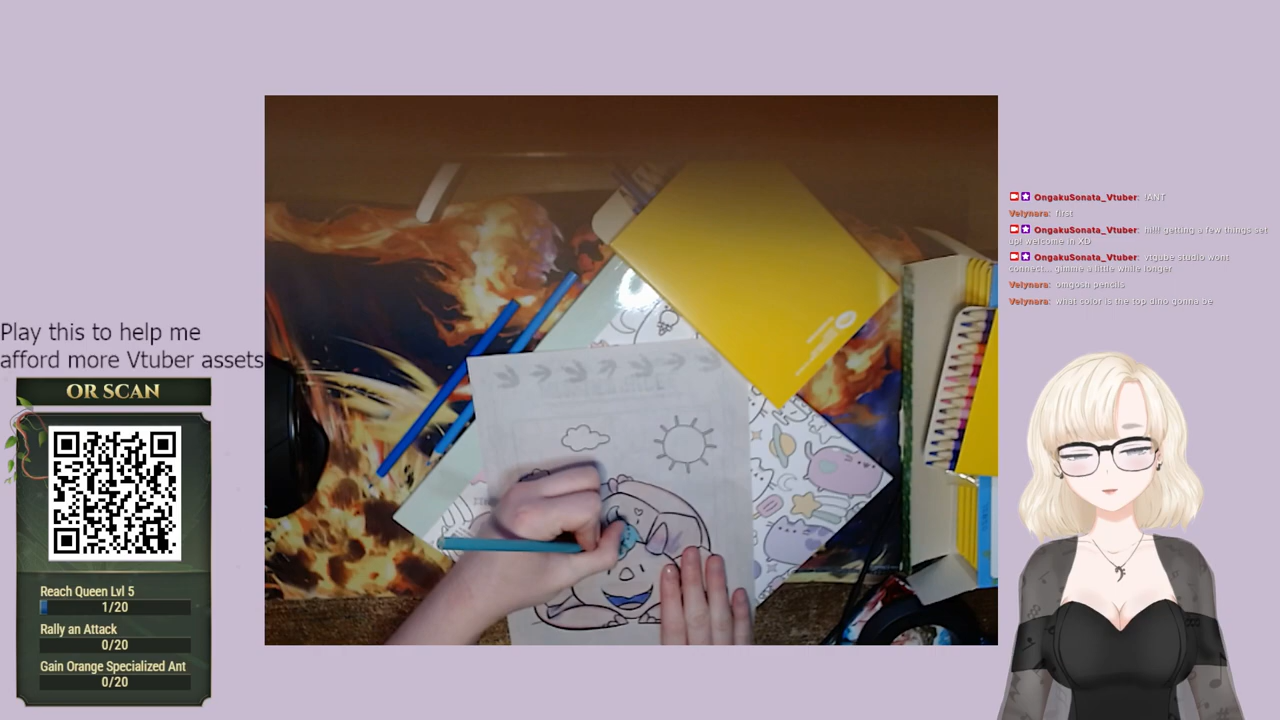 OngakuSonata_Vtuber: !ANT
Velynara: first
OngakuSonata_Vtuber: hi!!! getting a few things set
up! welcome in XD
OngakuSonata_Vtuber: vtube studio wont
connect... gimme a little while longer
Velynara: omgosh pencils
Velynara: what color is the top dino gonna be
Play this to help me
afford more Vtuber assets
OR SCAN
Reach Queen Lvl 5
1/20
Rally an Attack
0/20
Gain Orange Specialized Ant
0/20